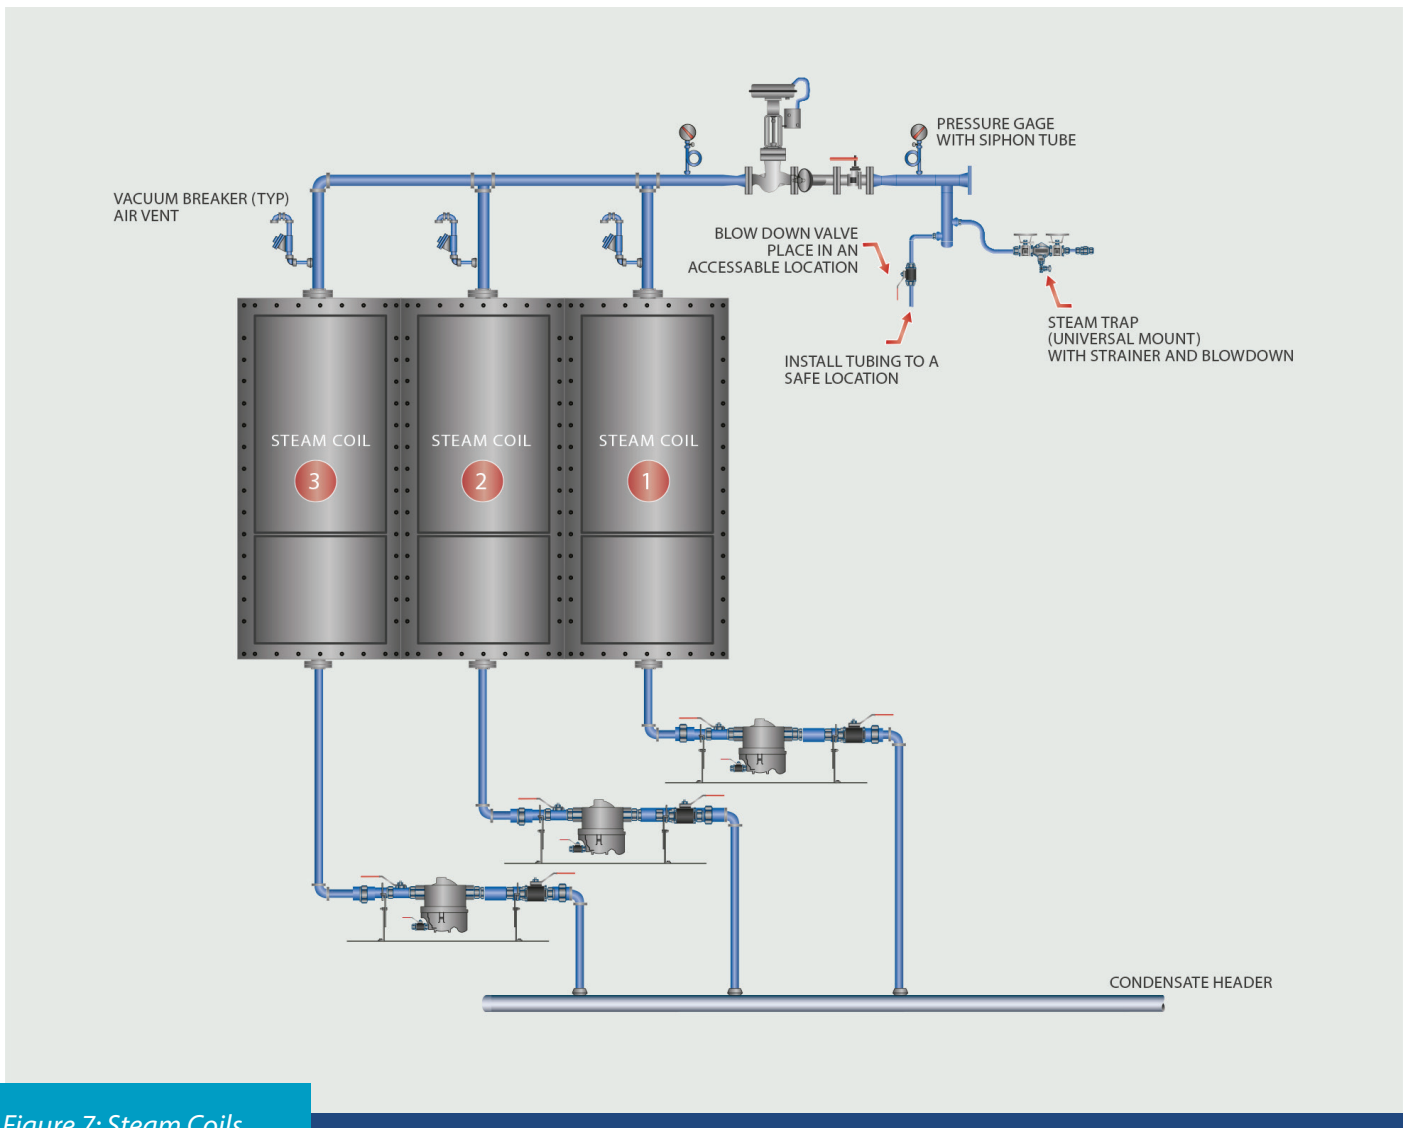 PRESSURE GAGE
WITH SIPHON TUBE
VACUUM BREAKER (TYP)
AIR VENT
BLOW DOWN VALVE
PLACE IN AN
ACCESSABLE LOCATION
STEAM TRAP
(UNIVERSAL MOUNT)
WITH STRAINER AND BLOWDOWN
INSTALL TUBING TO A
SAFE LOCATION
STEAM COIL
3
STEAM COIL
2
STEAM COIL
1
CONDENSATE HEADER
Figure 7: Steam Coils